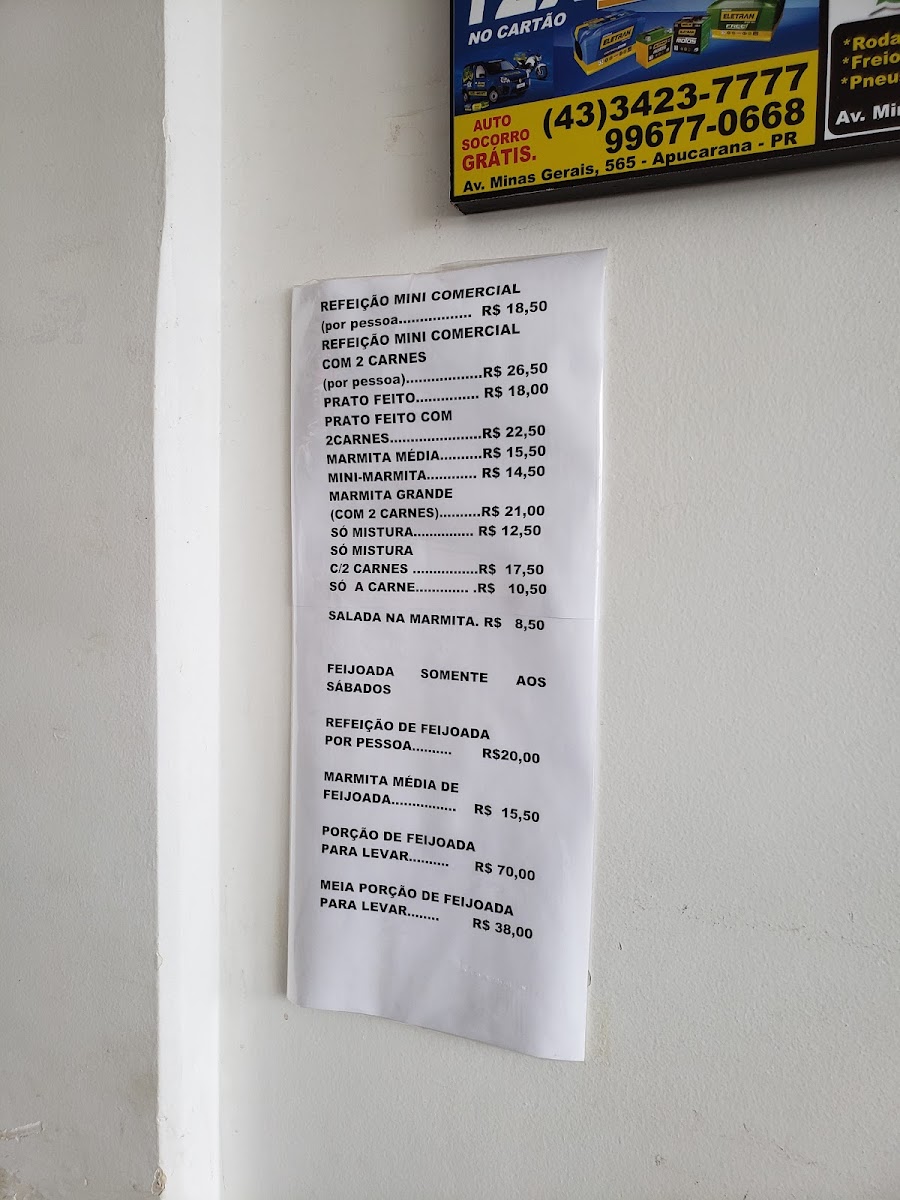 NO CARTÃO
ELETRAN
ELETRAN
AUTO
SOCORRO
GRÁTIS.
(43)3423-7777
99677-0668
Av. Minas Gerais, 565 - Apucarana - PR
*Roda
*Freio
*Pneus
Av. Min
REFEIÇÃO MINI COMERCIAL
(por pessoa................. R$ 18,50
REFEIÇÃO MINI COMERCIAL
COM 2 CARNES
(por pessoa)..................R$ 26,50
PRATO FEITO............... R$ 18,00
PRATO FEITO COM
2CARNES......................R$ 22,50
MARMITA MÉDIA..........R$ 15,50
MINI-MARMITA............ R$ 14,50
MARMITA GRANDE
(COM 2 CARNES)..........R$ 21,00
SÓ MISTURA............... R$ 12,50
SÓ MISTURA
C/2 CARNES ................R$ 17,50
SÓ A CARNE............. .R$ 10,50
SALADA NA MARMITA. R$ 8,50
FEIJOADA SOMENTE AOS
SÁBADOS
REFEIÇÃO DE FEIJOADA
POR PESSOA.......... R$20,00
MARMITA MÉDIA DE
FEIJOADA................ R$ 15,50
PORÇÃO DE FEIJOADA
PARA LEVAR.......... R$ 70,00
MEIA PORÇÃO DE FEIJOADA
PARA LEVAR........ R$ 38,00